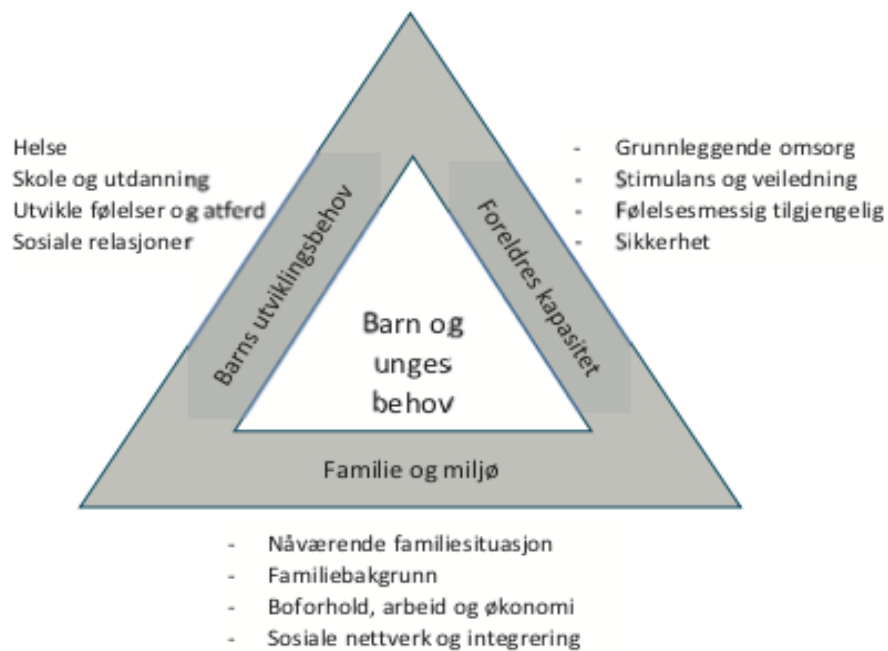 Helse
Skole og utdanning
Utvikle følelser og atferd
Sosiale relasjoner
Barns utviklingsbehov
Barn og
unges
behov
Foreldres kapasitet
- Grunnleggende omsorg
- Stimulans og veiledning
- Følelsesmessig tilgjengelig
- Sikkerhet
Familie og miljø
- Nåværende familiesituasjon
- Familiebakgrunn
- Boforhold, arbeid og økonomi
- Sosiale nettverk og integrering